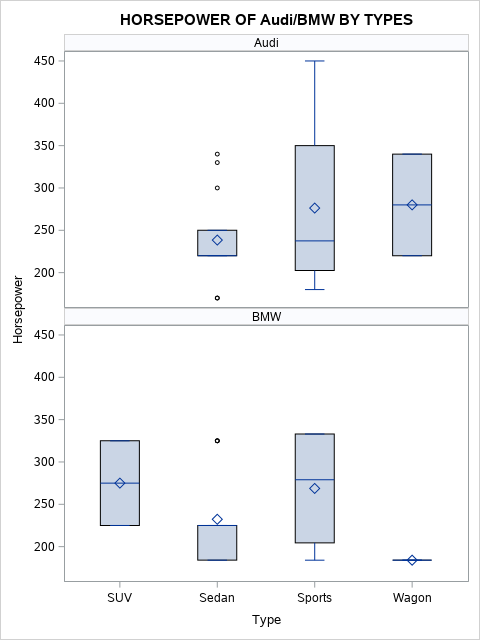 HORSEPOWER OF Audi/BMW BY TYPES
Audi
450
400
350
300
250
200
Horsepower
BMW
450
400
350
300
250
200
SUV Sedan Sports Wagon
Type